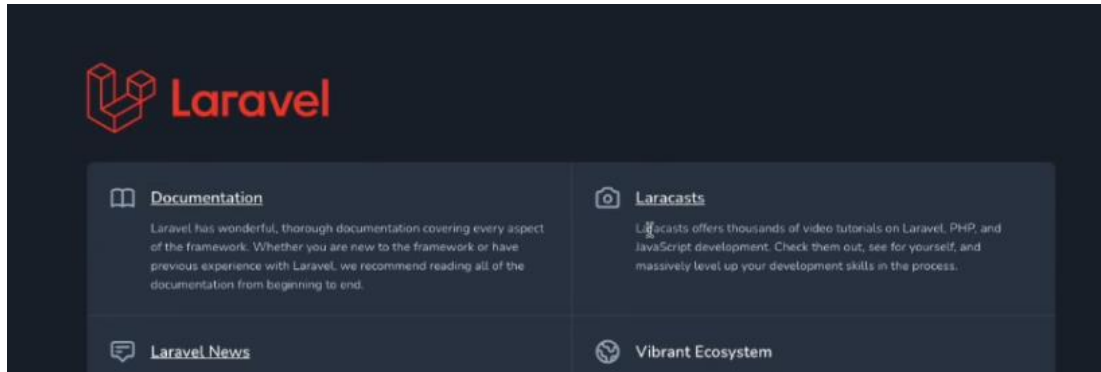 Laravel
Documentation
Laravel has wonderful, thorough documentation covering every aspect
of the framework. Whether you are new to the framework or have
previous experience with Laravel, we recommend reading all of the
documentation from beginning to end.
Laracasts
Laracasts offers thousands of video tutorials on Laravel, PHP, and
JavaScript development. Check them out, see for yourself, and
massively level up your development skills in the process.
Laravel News
Vibrant Ecosystem